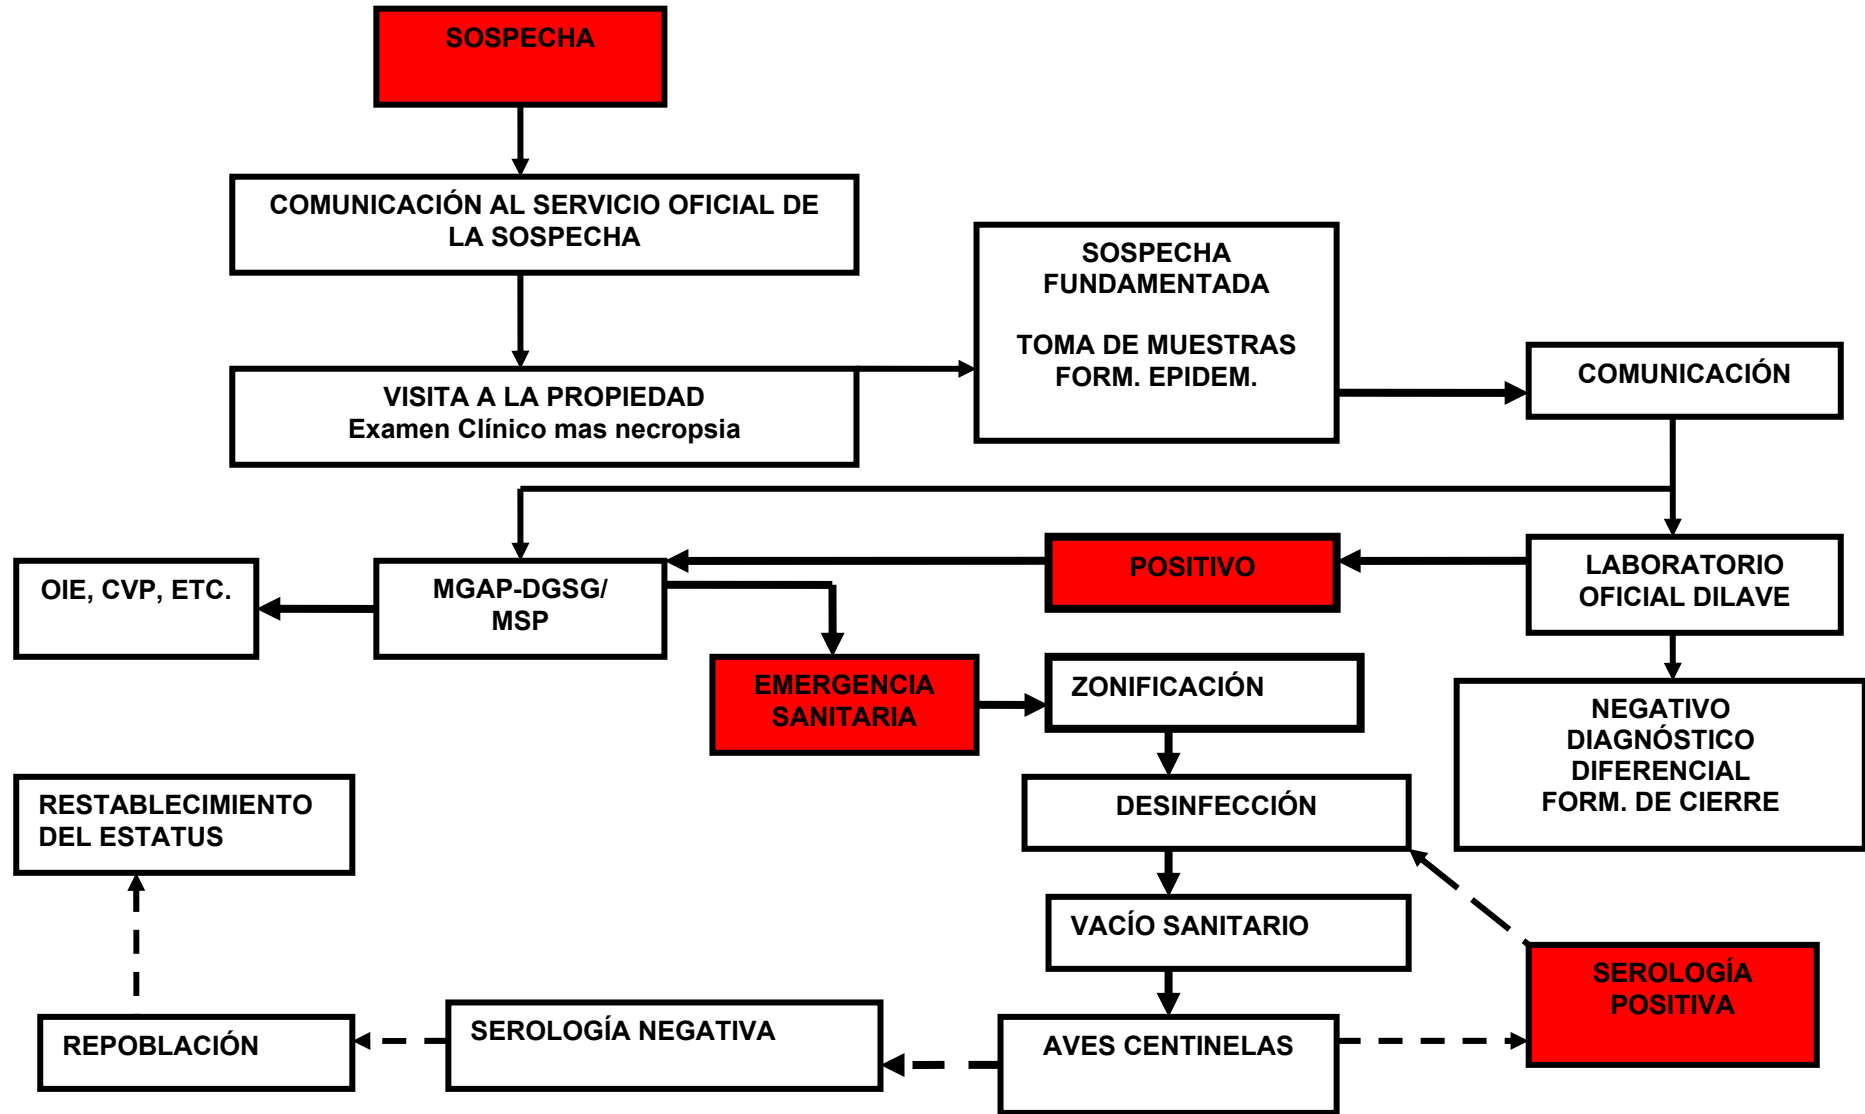 SOSPECHA
COMUNICACIÓN AL SERVICIO OFICIAL DE
LA SOSPECHA
VISITA A LA PROPIEDAD
Examen Clínico mas necropsia
SOSPECHA
FUNDAMENTADA
TOMA DE MUESTRAS
FORM. EPIDEM.
COMUNICACIÓN
LABORATORIO
OFICIAL DILAVE
POSITIVO
MGAP-DGSG/
MSP
OIE, CVP, ETC.
NEGATIVO
DIAGNÓSTICO
DIFERENCIAL
FORM. DE CIERRE
EMERGENCIA
SANITARIA
ZONIFICACIÓN
DESINFECCIÓN
VACÍO SANITARIO
AVES CENTINELAS
SEROLOGÍA
POSITIVA
SEROLOGÍA NEGATIVA
REPOBLACIÓN
RESTABLECIMIENTO
DEL ESTATUS